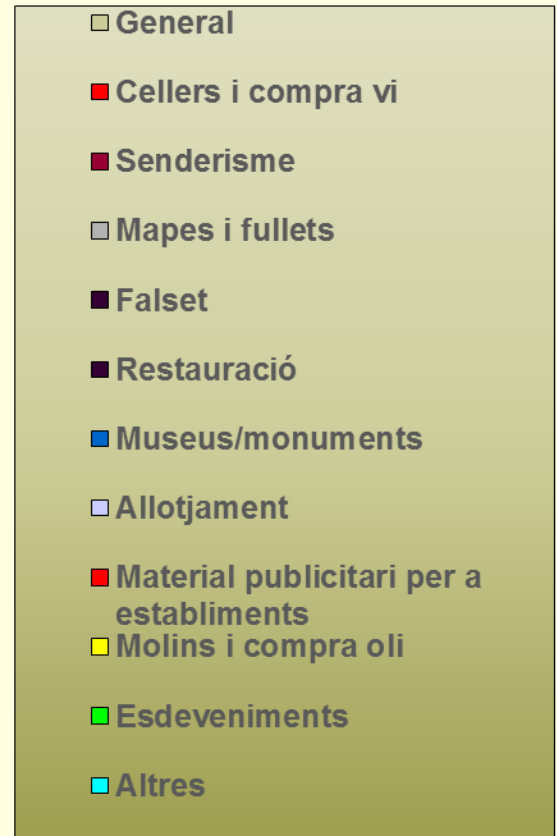 General
Cellers i compra vi
Senderisme
Mapes i fullets
Falset
Restauració
Museus/monuments
Allotjament
Material publicitari per a
establiments
Molins i compra oli
Esdeveniments
Altres